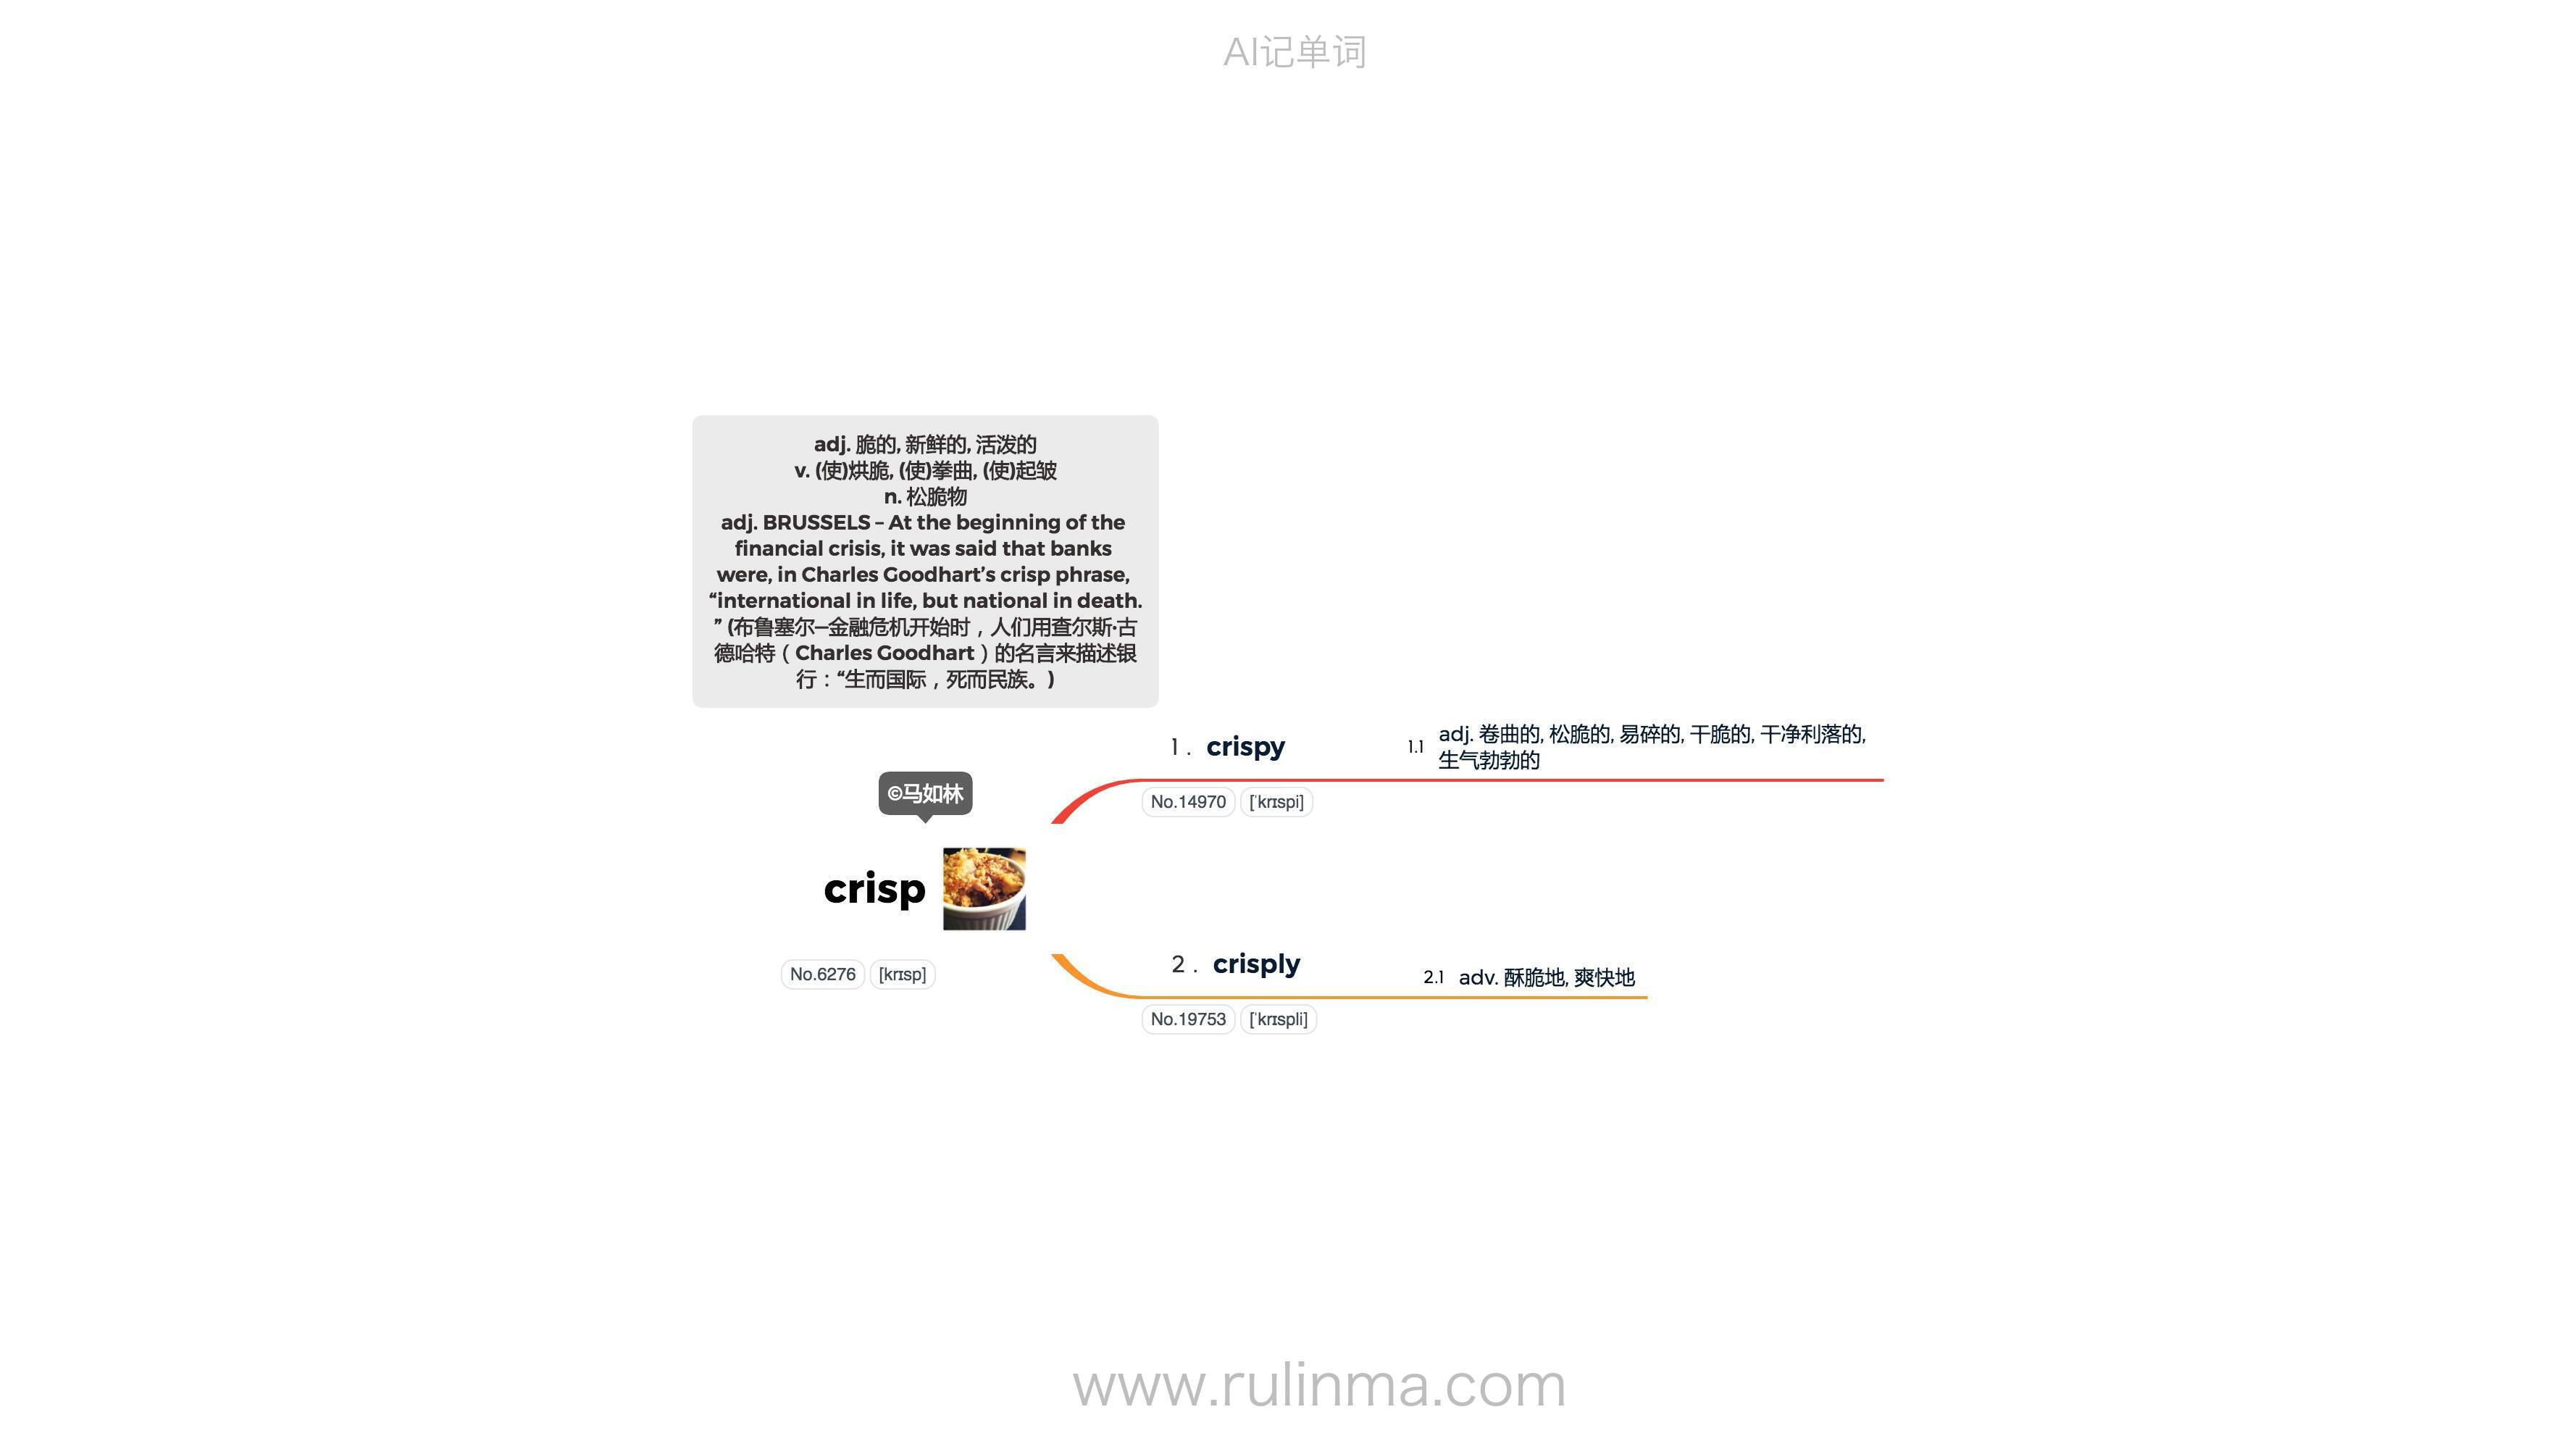 AI记单词
adj. 脆的, 新鲜的, 活泼的
v. (使)烘脆, (使)拳曲, (使)起皱
n. 松脆物
adj. BRUSSELS – At the beginning of the
financial crisis, it was said that banks
were, in Charles Goodhart’s crisp phrase,
“international in life, but national in death.
” (布鲁塞尔—金融危机开始时，人们用查尔斯·古
德哈特（Charles Goodhart）的名言来描述银
行：“生而国际，死而民族。)
1. crispy
1.1 adj. 卷曲的, 松脆的, 易碎的, 干脆的, 干净利落的,
生气勃勃的
No.14970 [ˈkrɪspi]
©马如林
crisp
No.6276 [krɪsp]
2. crisply
2.1 adv. 酥脆地, 爽快地
No.19753 [ˈkrɪspli]
www.rulinma.com